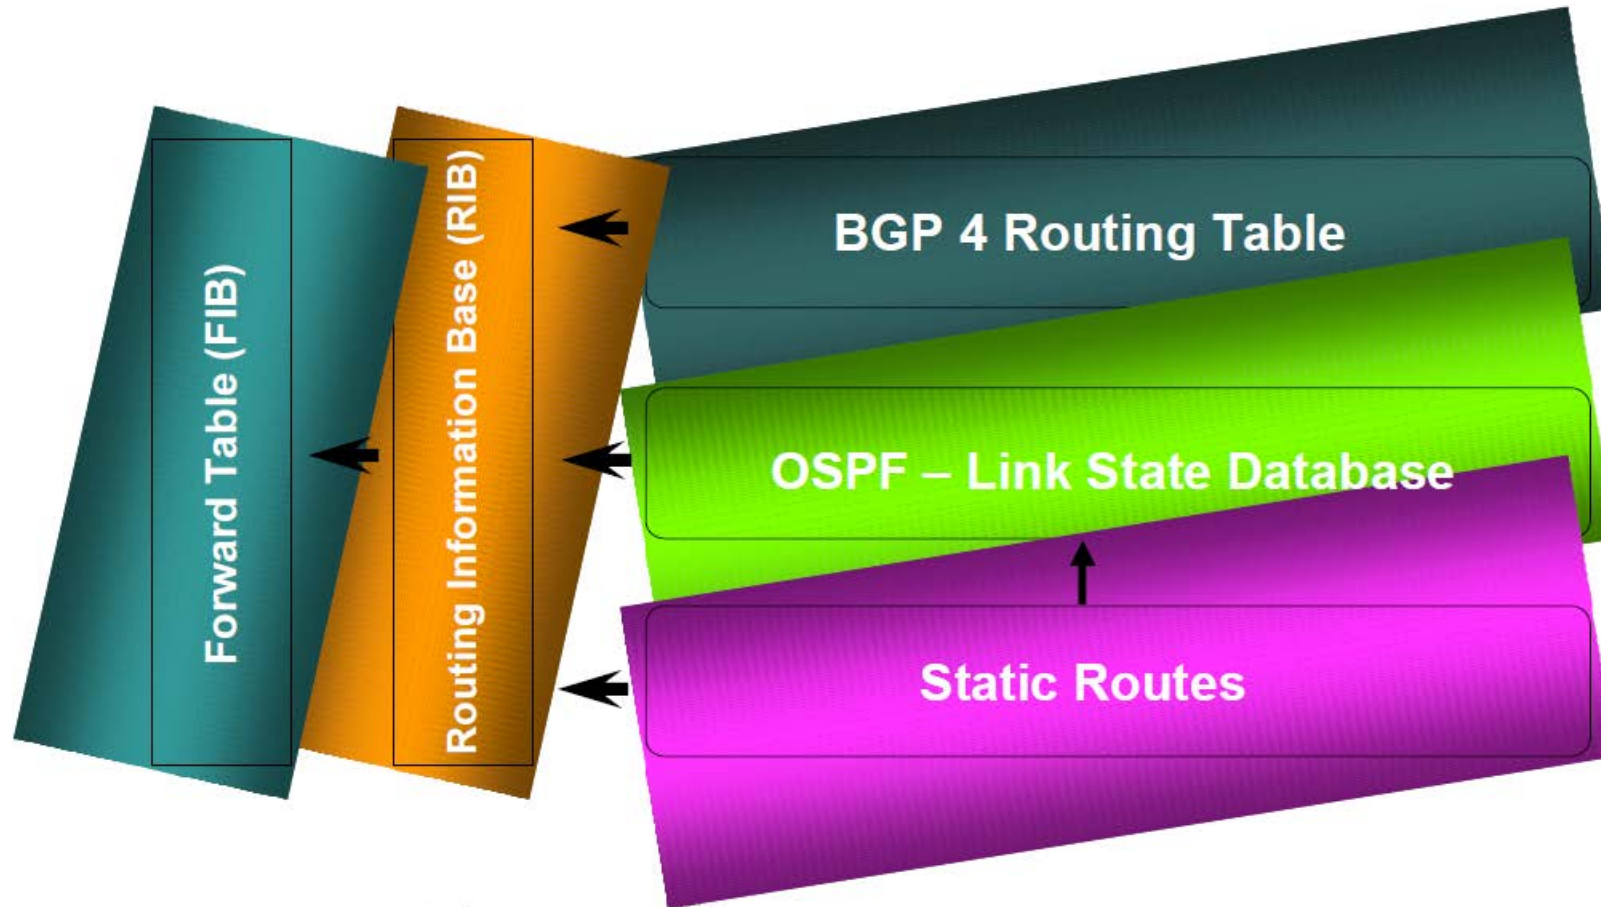 Forward Table (FIB)
Routing Information Base (RIB)
BGP 4 Routing Table
OSPF – Link State Database
Static Routes